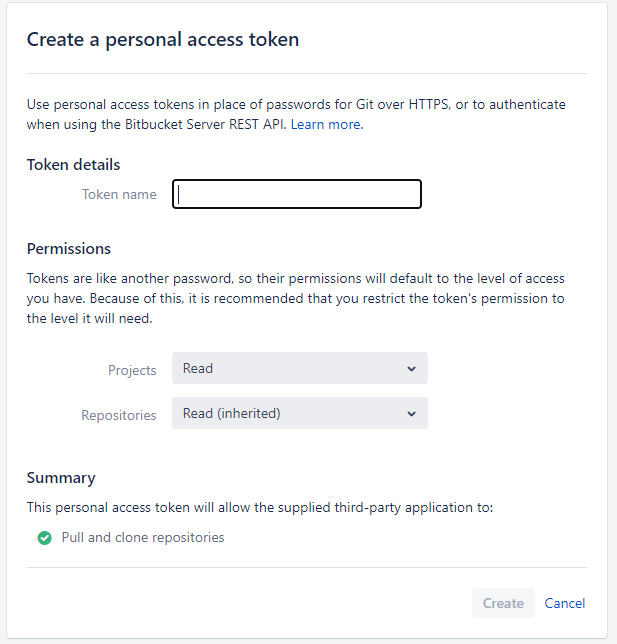 Create a personal access token
Use personal access tokens in place of passwords for Git over HTTPS, or to authenticate
when using the Bitbucket Server REST API. Learn more.
Token details
Token name
Permissions
Tokens are like another password, so their permissions will default to the level of access
you have. Because of this, it is recommended that you restrict the token's permission to
the level it will need.
Projects Read
Repositories Read (inherited)
Summary
This personal access token will allow the supplied third-party application to:
Pull and clone repositories
Create Cancel